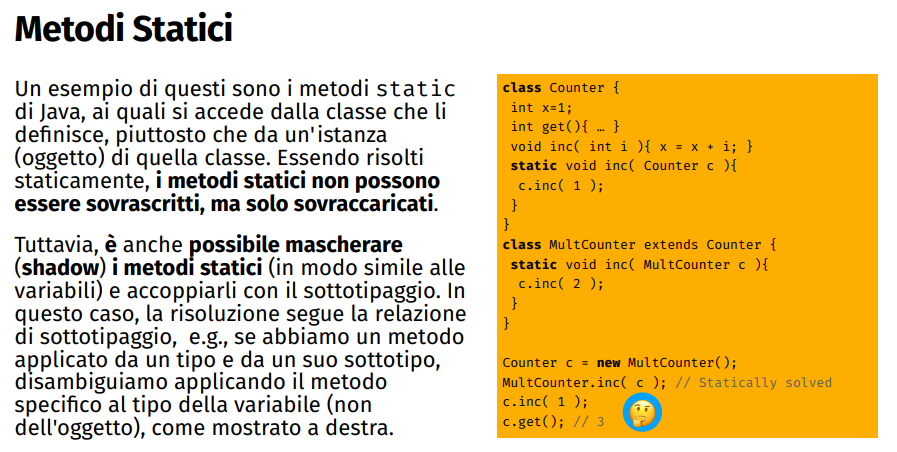 Metodi Statici
Un esempio di questi sono i metodi static
di Java, ai quali si accede dalla classe che li
definisce, piuttosto che da un'istanza
(oggetto) di quella classe. Essendo risolti
staticamente, i metodi statici non possono
essere sovrascritti, ma solo sovraccaricati.
Tuttavia, è anche possibile mascherare
(shadow) i metodi statici (in modo simile alle
variabili) e accoppiarli con il sottotipaggio. In
questo caso, la risoluzione segue la relazione
di sottotipaggio, e.g., se abbiamo un metodo
applicato da un tipo e da un suo sottotipo,
disambiguiamo applicando il metodo
specifico al tipo della variabile (non
dell'oggetto), come mostrato a destra.
class Counter {
 int x=1;
 int get(){ … }
 void inc( int i ){ x = x + i; }
 static void inc( Counter c ){
  c.inc( 1 );
 }
}
class MultCounter extends Counter {
 static void inc( MultCounter c ){
  c.inc( 2 );
 }
}
Counter c = new MultCounter();
MultCounter.inc( c ); // Statically solved
c.inc( 1 );
c.get(); // 3